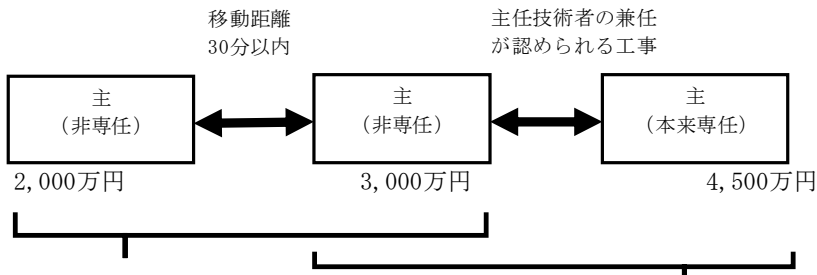 移動距離
30分以内
主任技術者の兼任
が認められる工事
主
（非専任）
主
（非専任）
主
（本来専任）
2,000万円
3,000万円
4,500万円